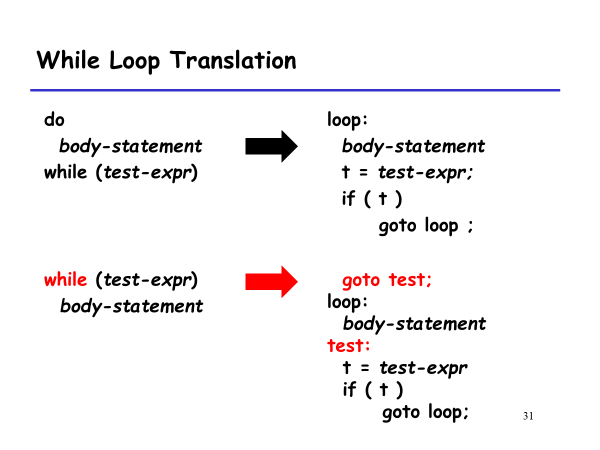 While Loop Translation
do
body-statement
while (test-expr)
loop:
body-statement
t = test-expr;
if ( t )
goto loop ;
while (test-expr)
body-statement
goto test;
loop:
body-statement
test:
t = test-expr
if ( t )
goto loop;
31